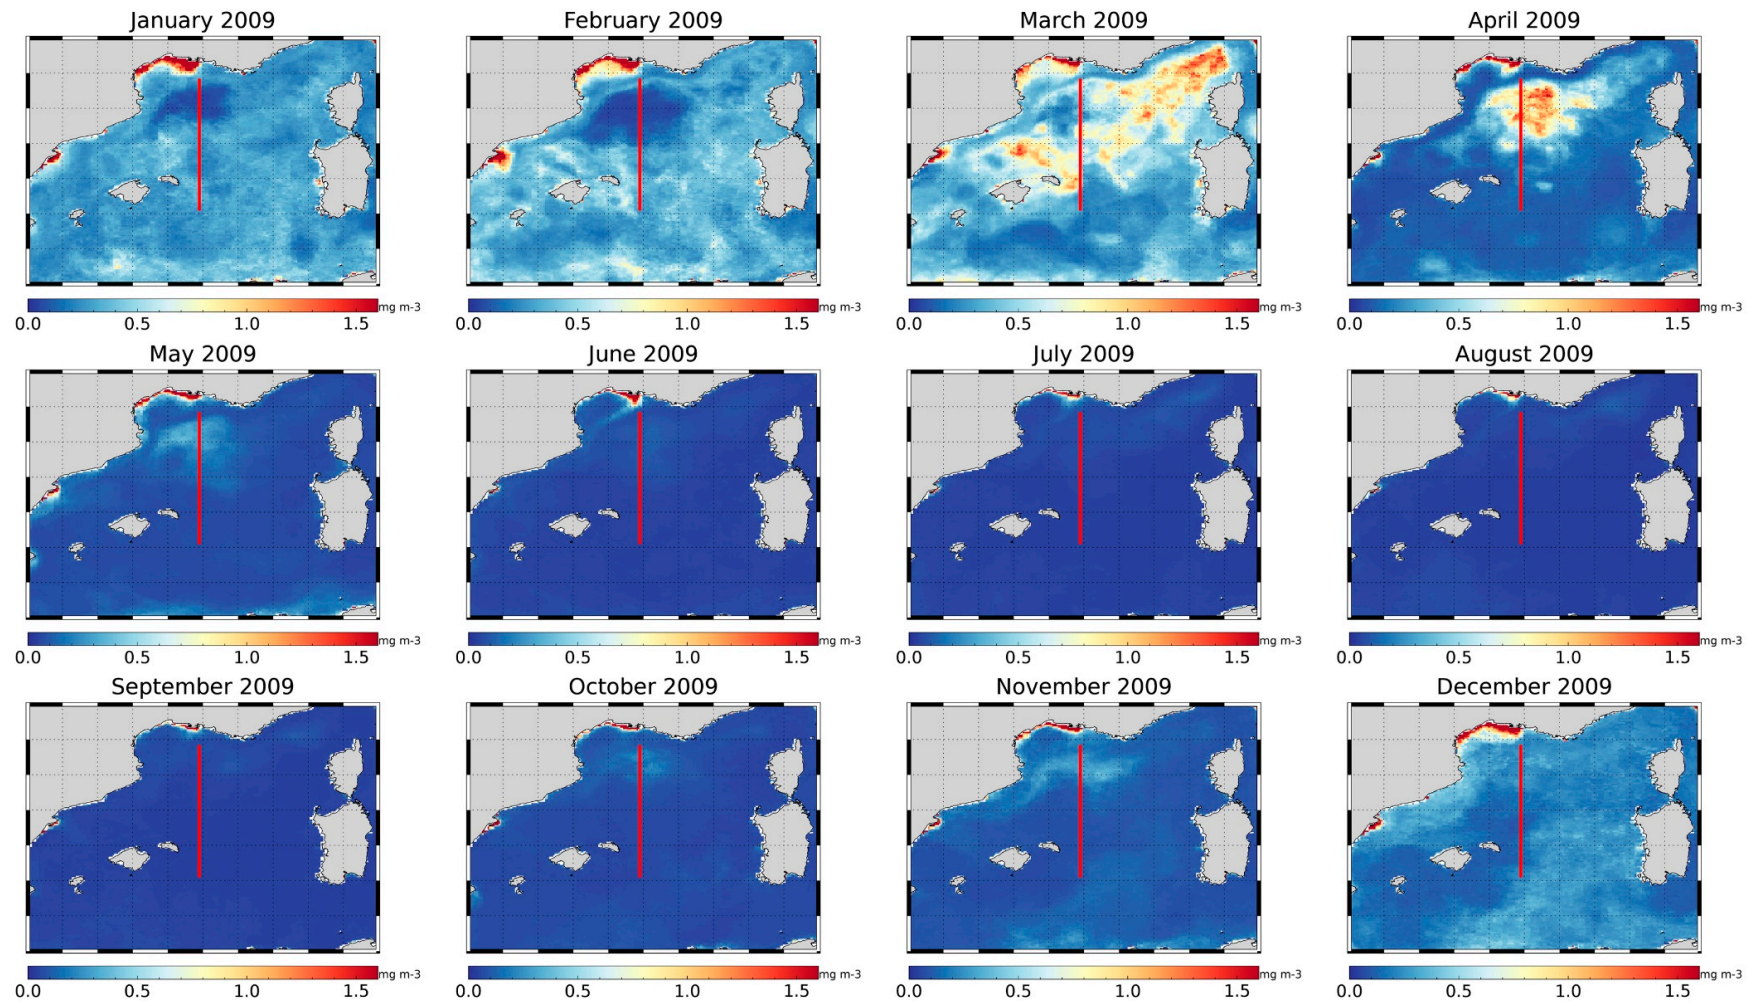 January 2009 February 2009 March 2009 April 2009
mg m-3 mg m-3 mg m-3 mg m-3
0.0 0.5 1.0 1.5 0.0 0.5 1.0 1.5 0.0 0.5 1.0 1.5 0.0 0.5 1.0 1.5
May 2009 June 2009 July 2009 August 2009
mg m-3 mg m-3 mg m-3 mg m-3
0.0 0.5 1.0 1.5 0.0 0.5 1.0 1.5 0.0 0.5 1.0 1.5 0.0 0.5 1.0 1.5
September 2009 October 2009 November 2009 December 2009
mg m-3 mg m-3 mg m-3 mg m-3
0.0 0.5 1.0 1.5 0.0 0.5 1.0 1.5 0.0 0.5 1.0 1.5 0.0 0.5 1.0 1.5